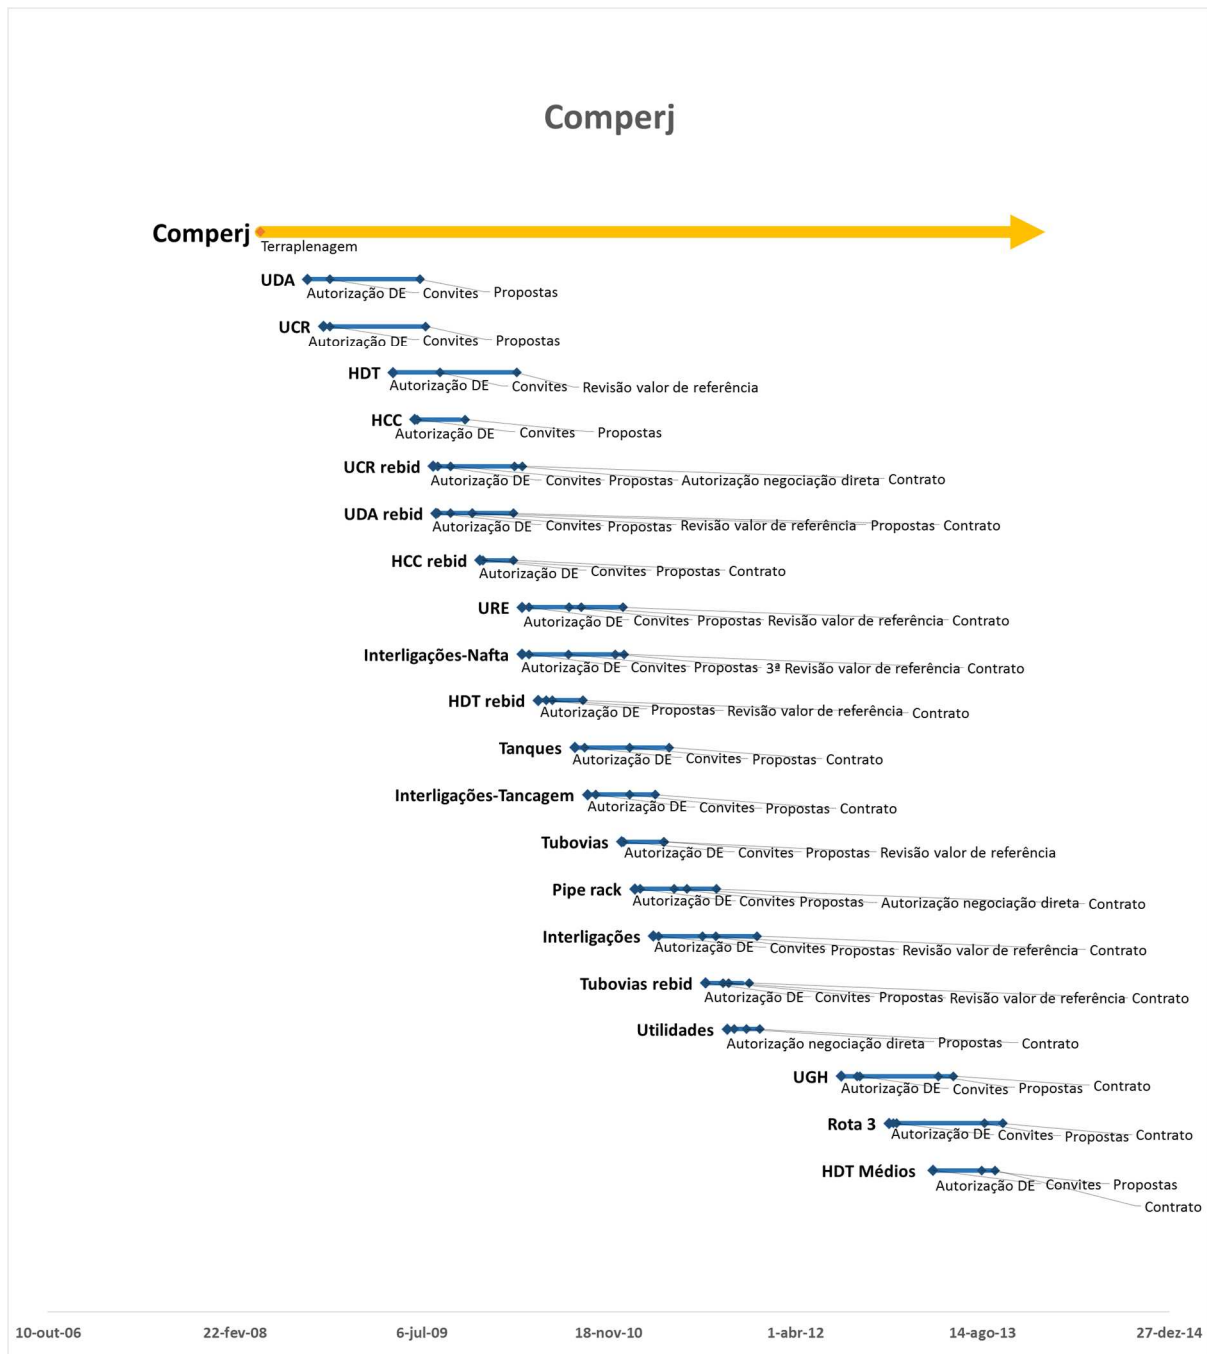 Comperj
Comperj
Terraplenagem
UDA
Autorização DE Convites Propostas
UCR
Autorização DE Convites Propostas
HDT
Autorização DE Convites Revisão valor de referência
HCC
Autorização DE Convites Propostas
UCR rebid
Autorização DE Convites Propostas Autorização negociação direta Contrato
UDA rebid
Autorização DE Convites Propostas Revisão valor de referência Propostas Contrato
HCC rebid
Autorização DE Convites Propostas Contrato
URE
Autorização DE Convites Propostas Revisão valor de referência Contrato
Interligações-Nafta
Autorização DE Convites Propostas 3ª Revisão valor de referência Contrato
HDT rebid
Autorização DE Propostas Revisão valor de referência Contrato
Tanques
Autorização DE Convites Propostas Contrato
Interligações-Tancagem
Autorização DE Convites Propostas Contrato
Tubovias
Autorização DE Convites Propostas Revisão valor de referência
Pipe rack
Autorização DE Convites Propostas Autorização negociação direta Contrato
Interligações
Autorização DE Convites Propostas Revisão valor de referência Contrato
Tubovias rebid
Autorização DE Convites Propostas Revisão valor de referência Contrato
Utilidades
Autorização negociação direta Propostas Contrato
UGH
Autorização DE Convites Propostas Contrato
Rota 3
Autorização DE Convites Propostas Contrato
HDT Médios
Autorização DE Convites Propostas
Contrato
10-out-06 22-fev-08 6-jul-09 18-nov-10 1-abr-12 14-ago-13 27-dez-14